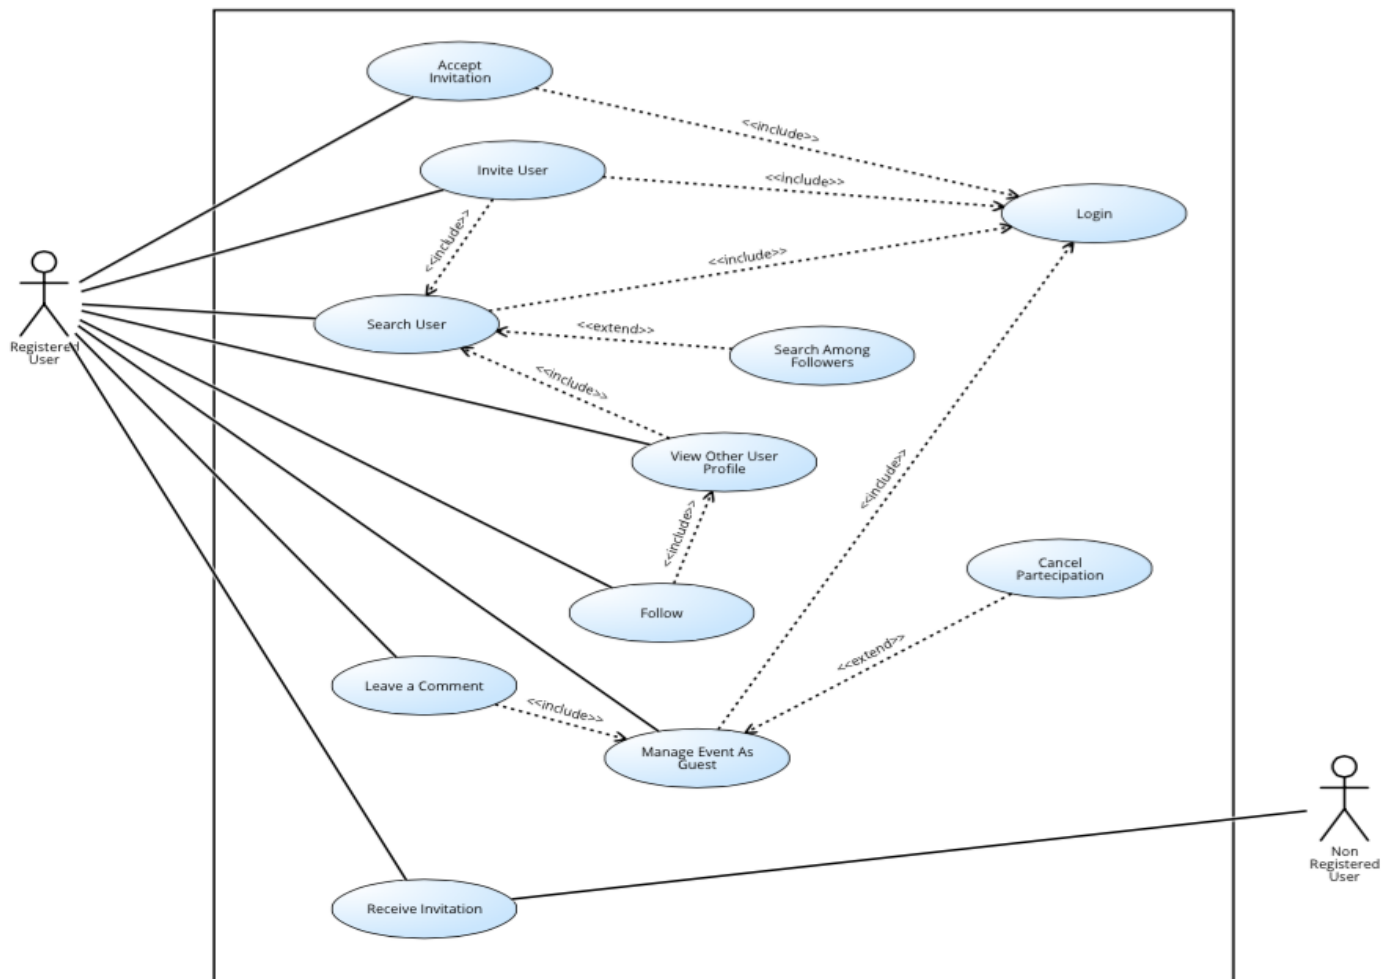 Accept
Invitation
<<include>>
Invite User
<<include>>
Login
<<include>>
<<include>>
Search User
<<extend>>
Search Among
Followers
Registered
User
<<include>>
View Other User
Profile
<<include>>
<<include>>
Cancel
Partecipation
Follow
<<extend>>
Leave a Comment
<<include>>
Manage Event As
Guest
Non
Registered
User
Receive Invitation